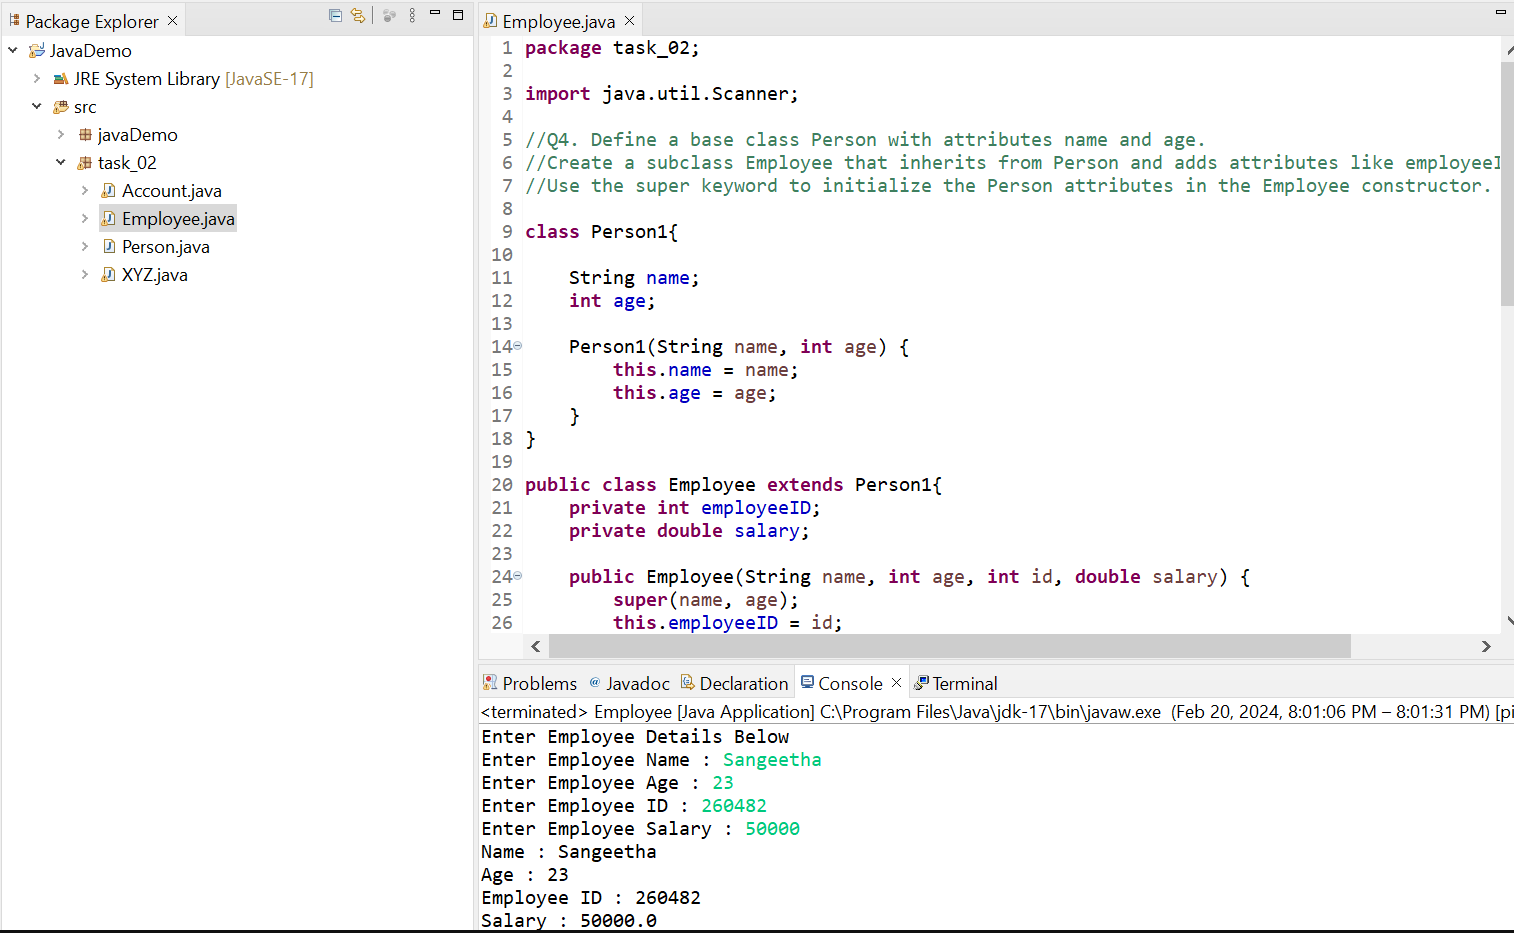 Package Explorer
JavaDemo
JRE System Library [JavaSE-17]
src
javaDemo
task_02
Account.java
Employee.java
Person.java
XYZ.java
Employee.java
1 package task_02;
2
3 import java.util.Scanner;
4
5 //Q4. Define a base class Person with attributes name and age.
6 //Create a subclass Employee that inherits from Person and adds attributes like employeeI
7 //Use the super keyword to initialize the Person attributes in the Employee constructor.
8
9 class Person1{
10
11     String name;
12     int age;
13
14     Person1(String name, int age) {
15         this.name = name;
16         this.age = age;
17     }
18 }
19
20 public class Employee extends Person1{
21     private int employeeID;
22     private double salary;
23
24     public Employee(String name, int age, int id, double salary) {
25         super(name, age);
26         this.employeeID = id;
Problems @ Javadoc Declaration Console Terminal
<terminated> Employee [Java Application] C:\Program Files\Java\jdk-17\bin\javaw.exe (Feb 20, 2024, 8:01:06 PM – 8:01:31 PM) [pi
Enter Employee Details Below
Enter Employee Name : Sangeetha
Enter Employee Age : 23
Enter Employee ID : 260482
Enter Employee Salary : 50000
Name : Sangeetha
Age : 23
Employee ID : 260482
Salary : 50000.0